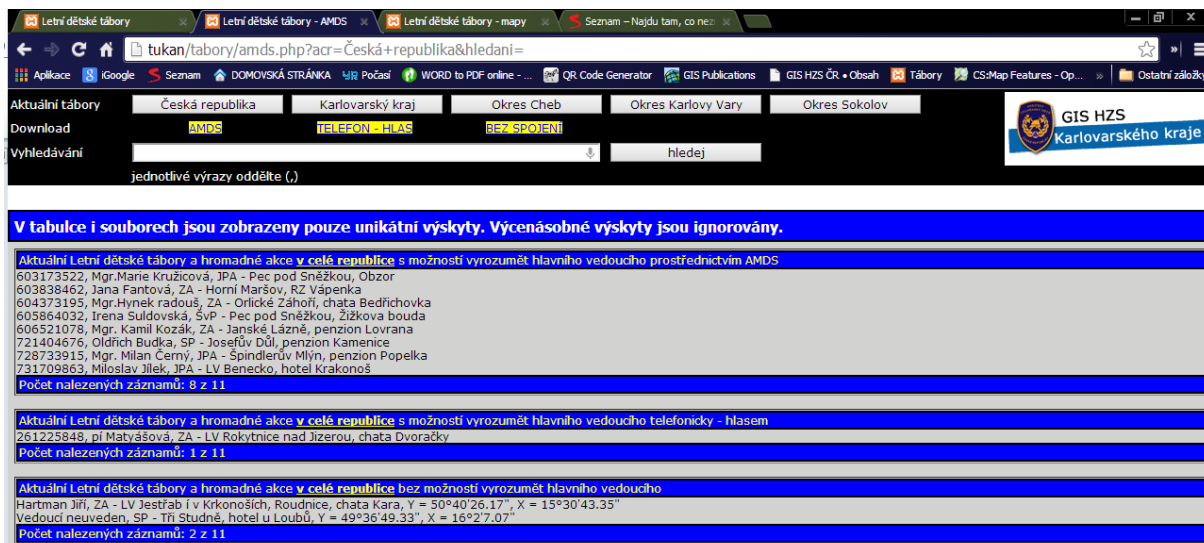 Letní dětské tábory
Letní dětské tábory - AMDS
Letní dětské tábory - mapy
Seznam – Najdu tam, co nez
tukan/tabory/amds.php?acr=Česká+republika&hledani=
Aplikace iGoogle Seznam DOMOVSKÁ STRÁNKA Počasí WORD to PDF online - ... QR Code Generator GIS Publications GIS HZS ČR • Obsah Tábory CS:Map Features - Op... » Ostatní záložky
Aktuální tábory Česká republika Karlovarský kraj Okres Cheb Okres Karlovy Vary Okres Sokolov
Download AMDS TELEFON - HLAS BEZ SPOJENÍ
Vyhledávání hledej
jednotlivé výrazy oddělte (,)
GIS HZS
Karlovarského kraje
V tabulce i souborech jsou zobrazeny pouze unikátní výskyty. Výcenásobné výskyty jsou ignorovány.
Aktuální Letní dětské tábory a hromadné akce v celé republice s možností vyrozumět hlavního vedoucího prostřednictvím AMDS
603173522, Mgr.Marie Kružicová, JPA - Pec pod Sněžkou, Obzor
603838462, Jana Fantová, ZA - Horní Maršov, RZ Vápenka
604373195, Mgr.Hynek radouš, ZA - Orlické Záhoří, chata Bedřichovka
605864032, Irena Suldovská, ŠvP - Pec pod Sněžkou, Žižkova bouda
606521078, Mgr. Kamil Kozák, ZA - Janské Lázně, penzion Lovrana
721404676, Oldřich Budka, SP - Josefův Důl, penzion Kamenice
728733915, Mgr. Milan Černý, JPA - Špindlerův Mlýn, penzion Popelka
731709863, Miloslav Jílek, JPA - LV Benecko, hotel Krakonoš
Počet nalezených záznamů: 8 z 11
Aktuální Letní dětské tábory a hromadné akce v celé republice s možností vyrozumět hlavního vedoucího telefonicky - hlasem
261225848, pí Matyášová, ZA - LV Rokytnice nad Jizerou, chata Dvoračky
Počet nalezených záznamů: 1 z 11
Aktuální Letní dětské tábory a hromadné akce v celé republice bez možností vyrozumět hlavního vedoucího
Hartman Jiří, ZA - LV Jestřab í v Krkonoších, Roudnice, chata Kara, Y = 50°40'26.17", X = 15°30'43.35"
Vedoucí neuveden, SP - Tři Studně, hotel u Loubů, Y = 49°36'49.33", X = 16°2'7.07"
Počet nalezených záznamů: 2 z 11